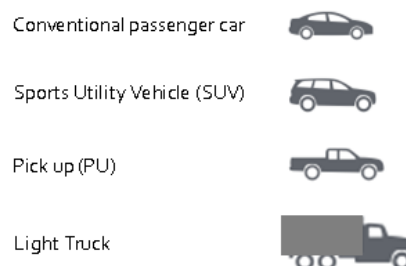 Conventional passenger car
Sports Utility Vehicle (SUV)
Pick up (PU)
Light Truck